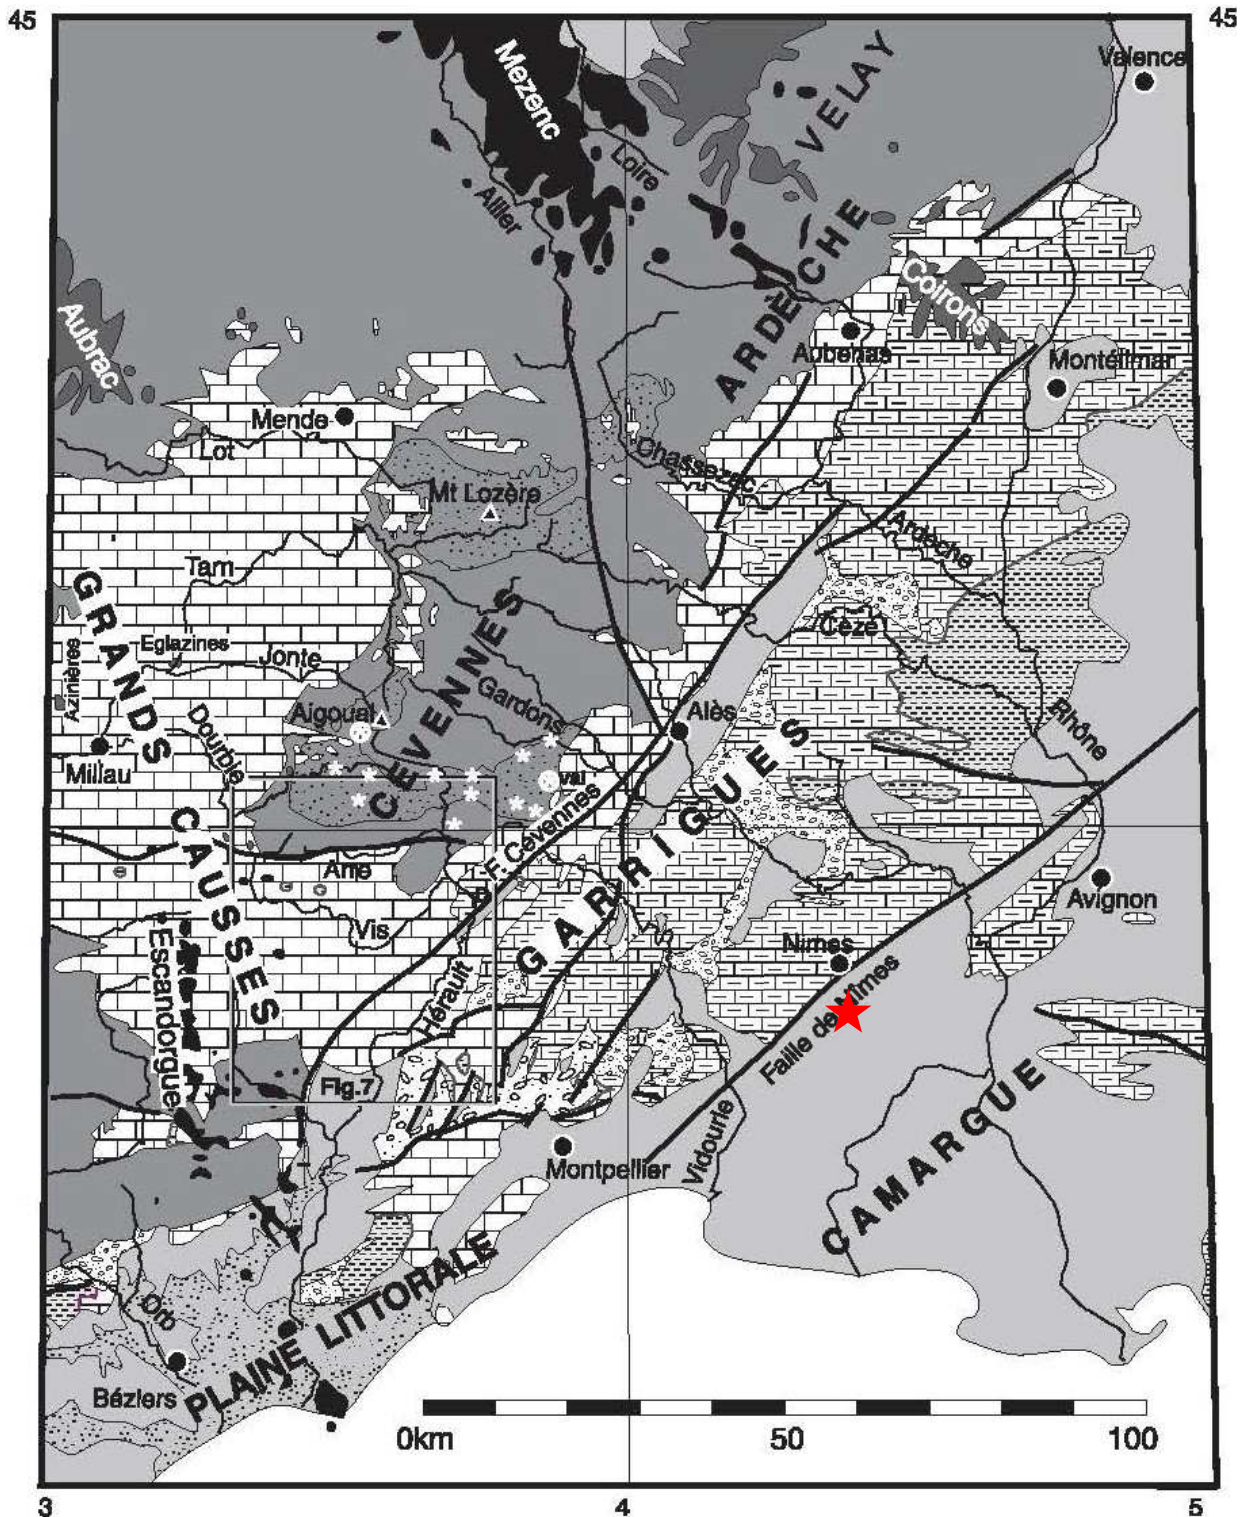 45
45
Valence
Mezenc
VELAY
Loire
Allier
ARDECHE
Coirons
Aubrac
Aubenas
Montélimar
Mende
Lot
Chassezac
Mt Lozère
Ardèche
Tarn
GRANDS
Cèze
Eglazines
Jonte
Azinières
CEVENNES
Gardons
Aigoual
Alès
Rhône
Dourbie
Millau
val
CAUSSES
F. Cévennes
Arre
GARRIGUES
Avignon
Vis
Escandorgue
Nimes
Hérault
Faille de Nîmes
Fig.7
CAMARGUE
Vidourle
Montpellier
PLAINE LITTORALE
Orb
Béziers
0km
50
100
3
4
5